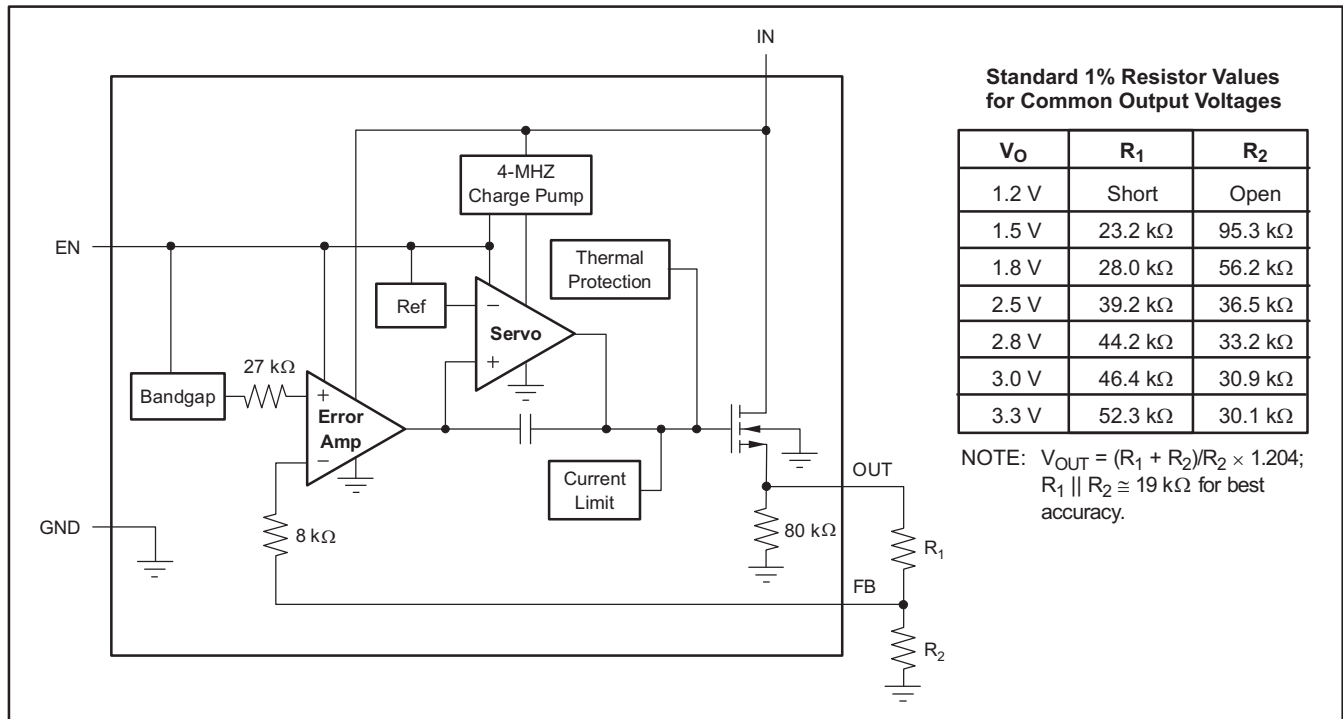 IN
4-MHZ
Charge Pump
EN
Thermal
Protection
Ref
−
Servo
+
27 kΩ
Bandgap
+
Error
Amp
−
Current
Limit
OUT
GND
8 kΩ
80 kΩ
R1
FB
R2
Standard 1% Resistor Values
for Common Output Voltages
VO R1 R2
1.2 V Short Open
1.5 V 23.2 kΩ 95.3 kΩ
1.8 V 28.0 kΩ 56.2 kΩ
2.5 V 39.2 kΩ 36.5 kΩ
2.8 V 44.2 kΩ 33.2 kΩ
3.0 V 46.4 kΩ 30.9 kΩ
3.3 V 52.3 kΩ 30.1 kΩ
NOTE: VOUT = (R1 + R2)/R2 × 1.204;
R1 || R2 ≅ 19 kΩ for best
accuracy.